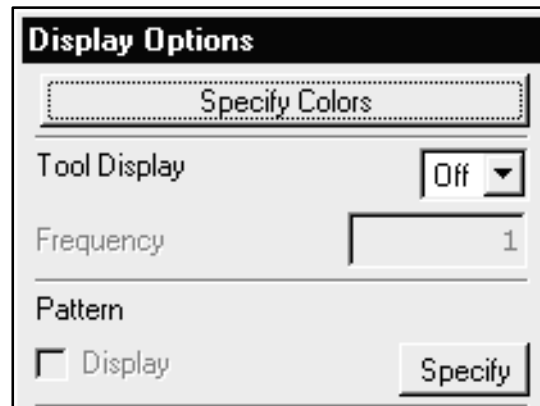 Display Options
Specify Colors
Tool Display Off
Frequency 1
Pattern
Display Specify